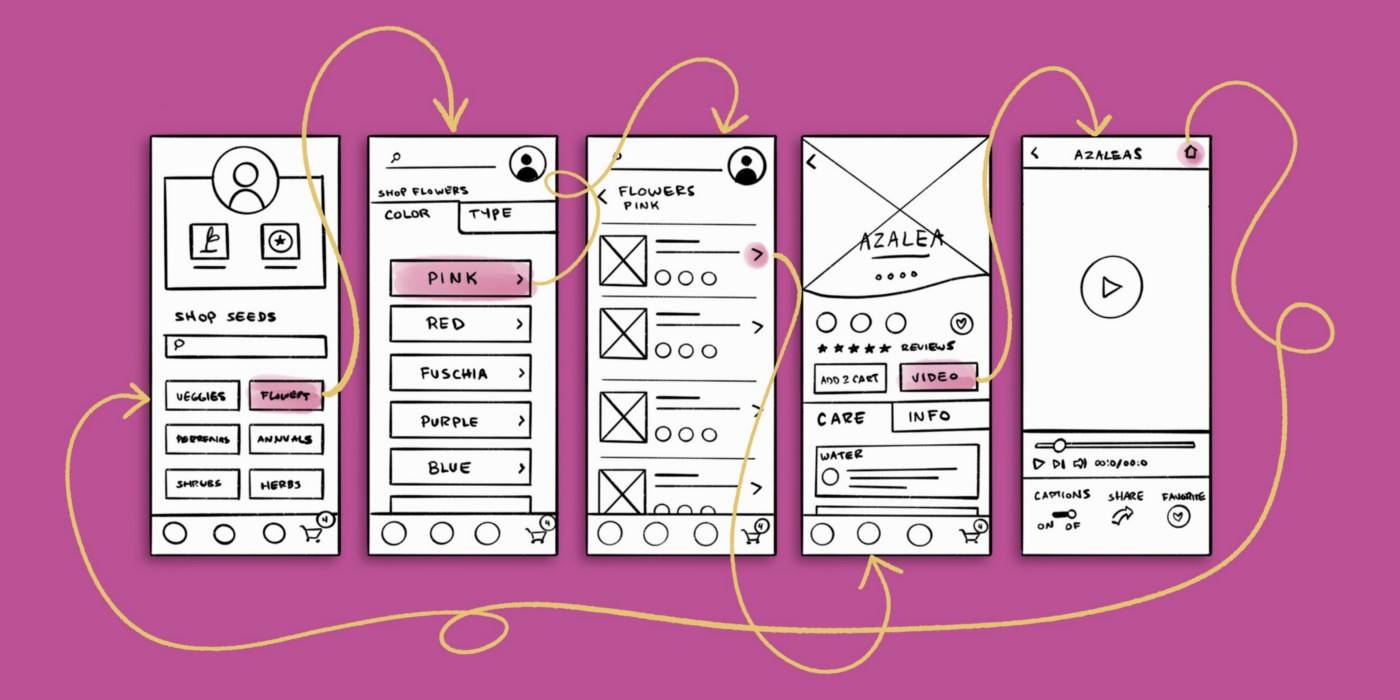 SHOP SEEDS
VEGGIES
ANNUALS
SHRUBS
HERBS
4
SHOP FLOWERS
COLOR
TYPE
PINK
RED
FUSCHIA
PURPLE
BLUE
4
FLOWERS
PINK
4
AZALEA
REVIEWS
ADD 2 CART
VIDEO
CARE
INFO
WATER
4
AZALEAS
00:0/00:0
CAPTIONS
SHARE
FAVORITE
ON OF